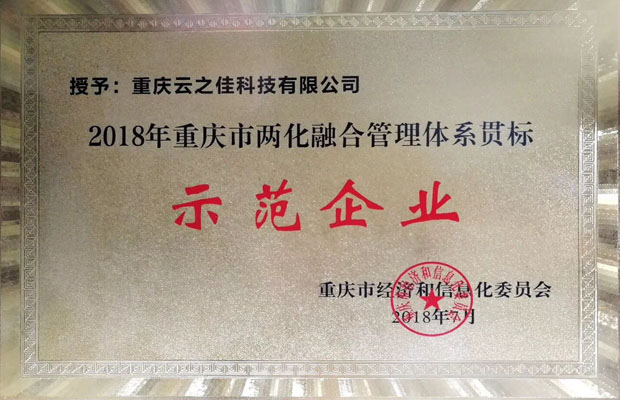 授予：重庆云之佳科技有限公司
2018年重庆市两化融合管理体系贯标
示范企业
重庆市经济和信息化委员会
2018年7月